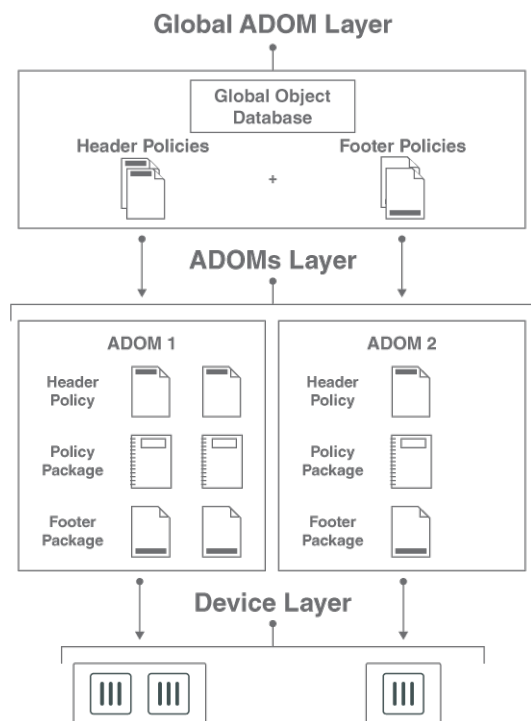 Global ADOM Layer
Global Object
Database
Header Policies
Footer Policies
+
ADOMs Layer
ADOM 1
Header
Policy
Policy
Package
Footer
Package
ADOM 2
Header
Policy
Policy
Package
Footer
Package
Device Layer